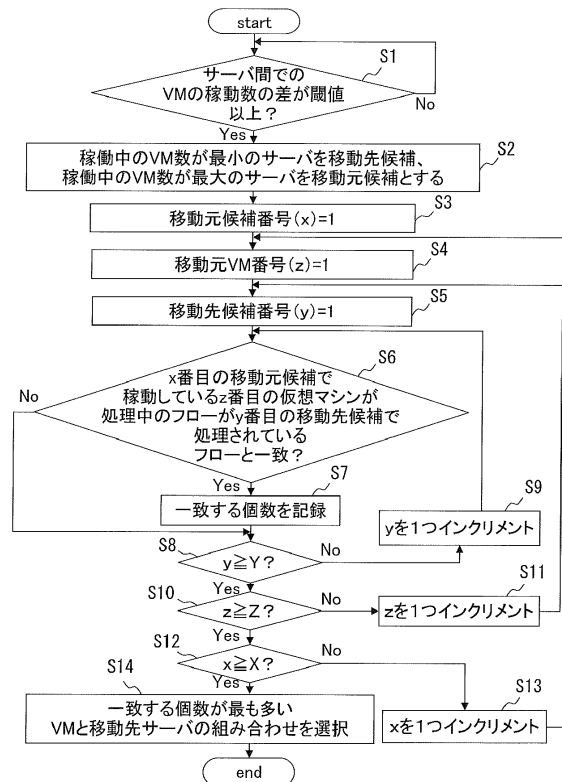 start
S1
サーバ間での
VMの稼動数の差が閾値
以上？
No
Yes
S2
稼働中のVM数が最小のサーバを移動先候補、
稼働中のVM数が最大のサーバを移動元候補とする
S3
移動元候補番号(x)=1
S4
移動元VM番号(z)=1
S5
移動先候補番号(y)=1
S6
x番目の移動元候補で
稼動しているz番目の仮想マシンが
処理中のフローがy番目の移動先候補で
処理されている
フローと一致？
No
Yes
S7
一致する個数を記録
S8
y≧Y？
No
S9
yを1つインクリメント
Yes
S10
z≧Z？
No
S11
zを1つインクリメント
Yes
S12
x≧X？
No
S13
xを1つインクリメント
Yes
S14
一致する個数が最も多い
VMと移動先サーバの組み合わせを選択
end